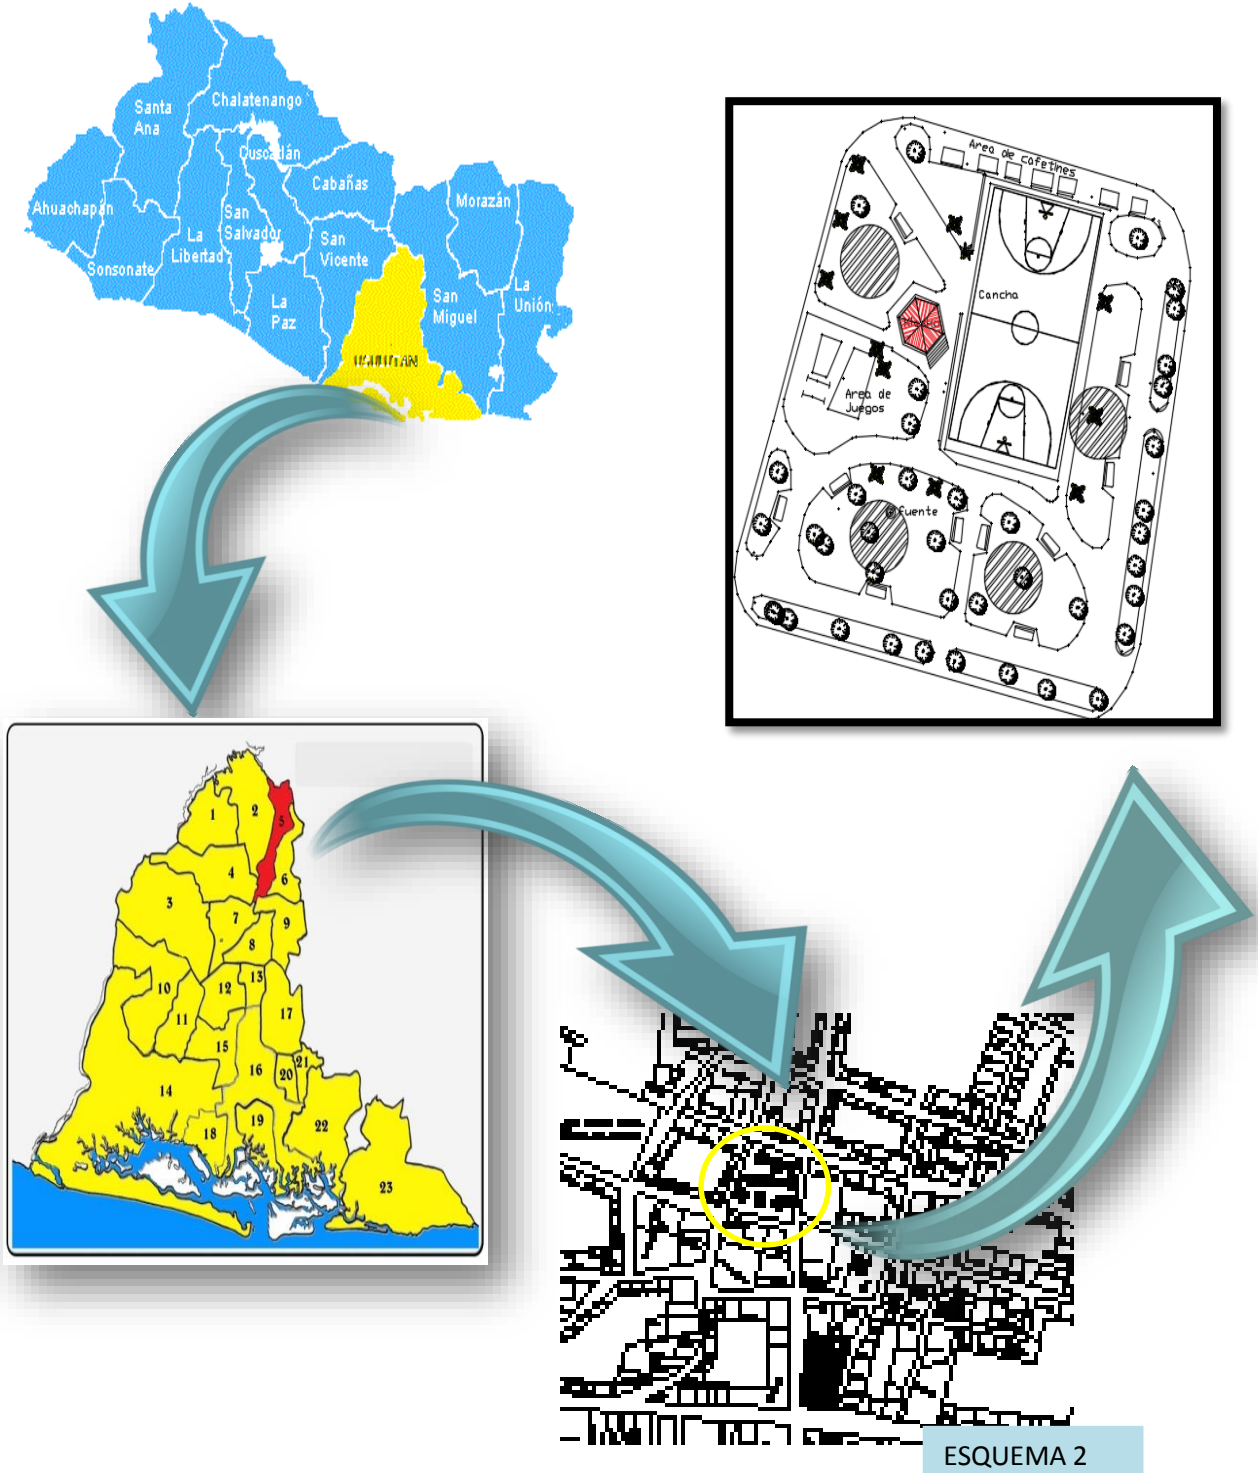 Santa
Ana
Chalatenango
Cuscatlán
Cabañas
Ahuachapán
Morazán
San
Salvador
La
Libertad
San
Vicente
Sonsonate
La
Unión
San
Miguel
La
Paz
USULUTAN
Area de cafetines
Cancha
Area de
Juegos
fuente
1
2
5
4
6
3
7
9
8
13
10
12
11
17
15
16
20
21
14
18
19
22
23
ESQUEMA 2